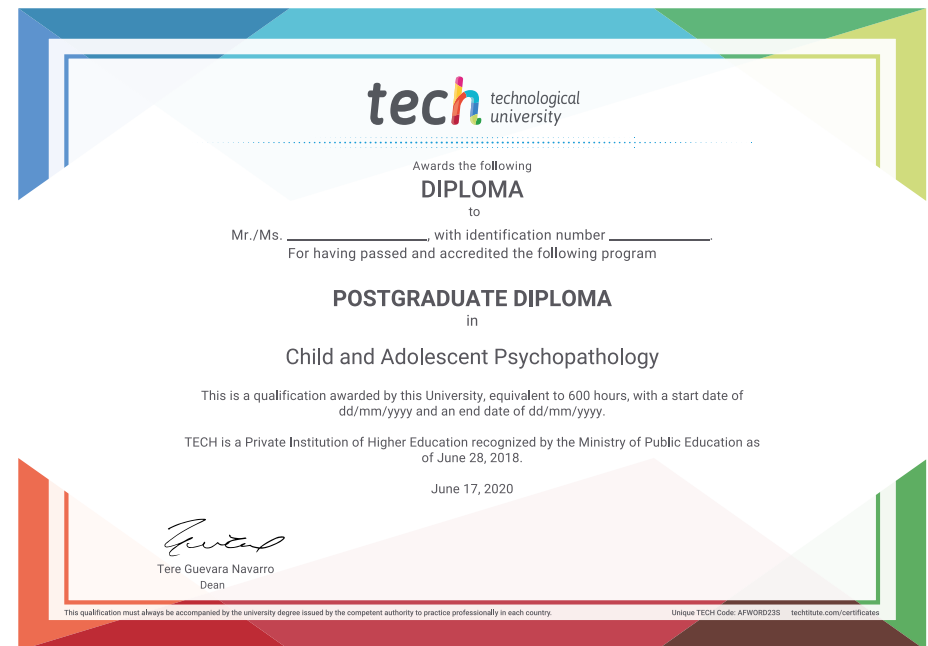 tech technological
university
Awards the following
DIPLOMA
to
Mr./Ms. ____________________, with identification number ______________.
For having passed and accredited the following program
POSTGRADUATE DIPLOMA
in
Child and Adolescent Psychopathology
This is a qualification awarded by this University, equivalent to 600 hours, with a start date of
dd/mm/yyyy and an end date of dd/mm/yyyy.
TECH is a Private Institution of Higher Education recognized by the Ministry of Public Education as
of June 28, 2018.
June 17, 2020
Tere Guevara Navarro
Dean
This qualification must always be accompanied by the university degree issued by the competent authority to practice professionally in each country. Unique TECH Code: AFWORD23S techtitute.com/certificates